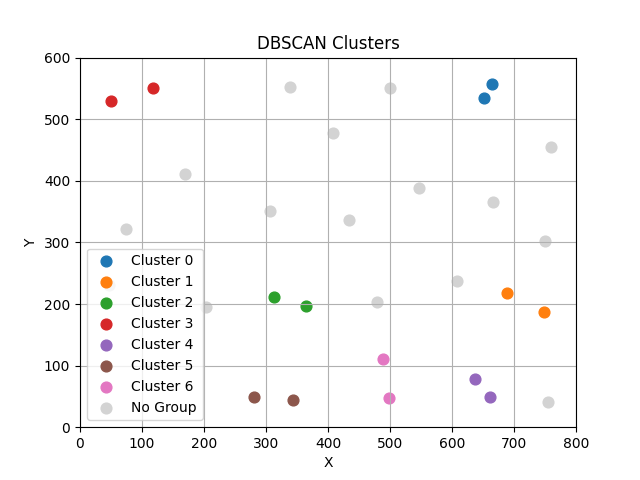 DBSCAN Clusters
600
500
400
300
200
100
0
Y
Cluster 0
Cluster 1
Cluster 2
Cluster 3
Cluster 4
Cluster 5
Cluster 6
No Group
0 100 200 300 400 500 600 700 800
X